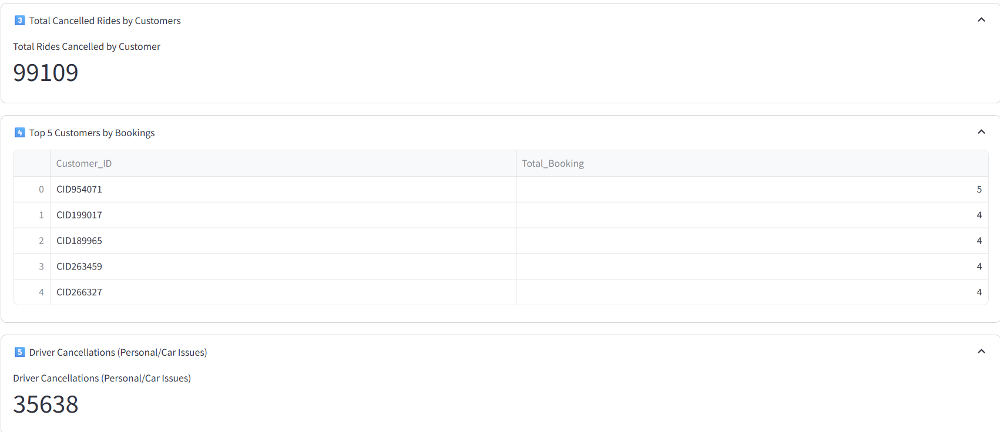 3️⃣ Total Cancelled Rides by Customers
Total Rides Cancelled by Customer
99109
4️⃣ Top 5 Customers by Bookings
Customer_ID Total_Booking
0 CID954071 5
1 CID199017 4
2 CID189965 4
3 CID263459 4
4 CID266327 4
5️⃣ Driver Cancellations (Personal/Car Issues)
Driver Cancellations (Personal/Car Issues)
35638